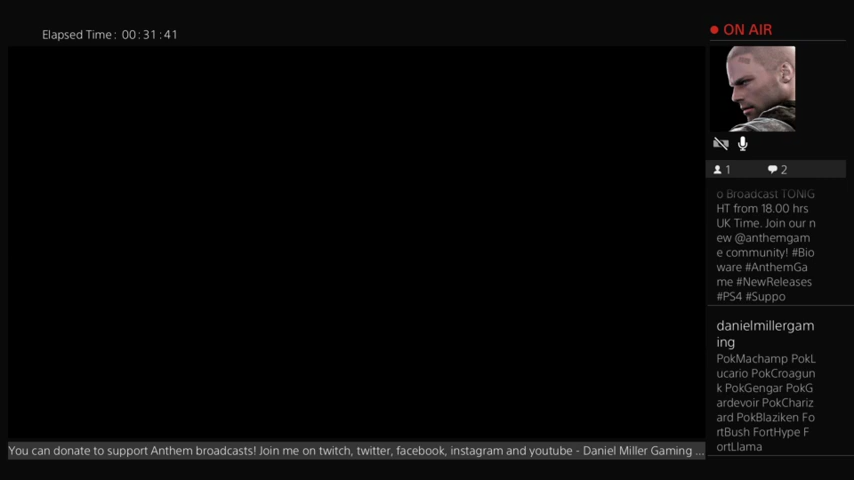 Elapsed Time: 00:31:41
ON AIR
1 2
o Broadcast TONIG
HT from 18.00 hrs
UK Time. Join our n
ew @anthemgam
e community! #Bio
ware #AnthemGa
me #NewReleases
#PS4 #Suppo
danielmillergam
ing
PokMachamp PokL
ucario PokCroagun
k PokGengar PokG
ardevoir PokChariz
ard PokBlaziken Fo
rtBush FortHype F
ortLlama
You can donate to support Anthem broadcasts! Join me on twitch, twitter, facebook, instagram and youtube - Daniel Miller Gaming ...